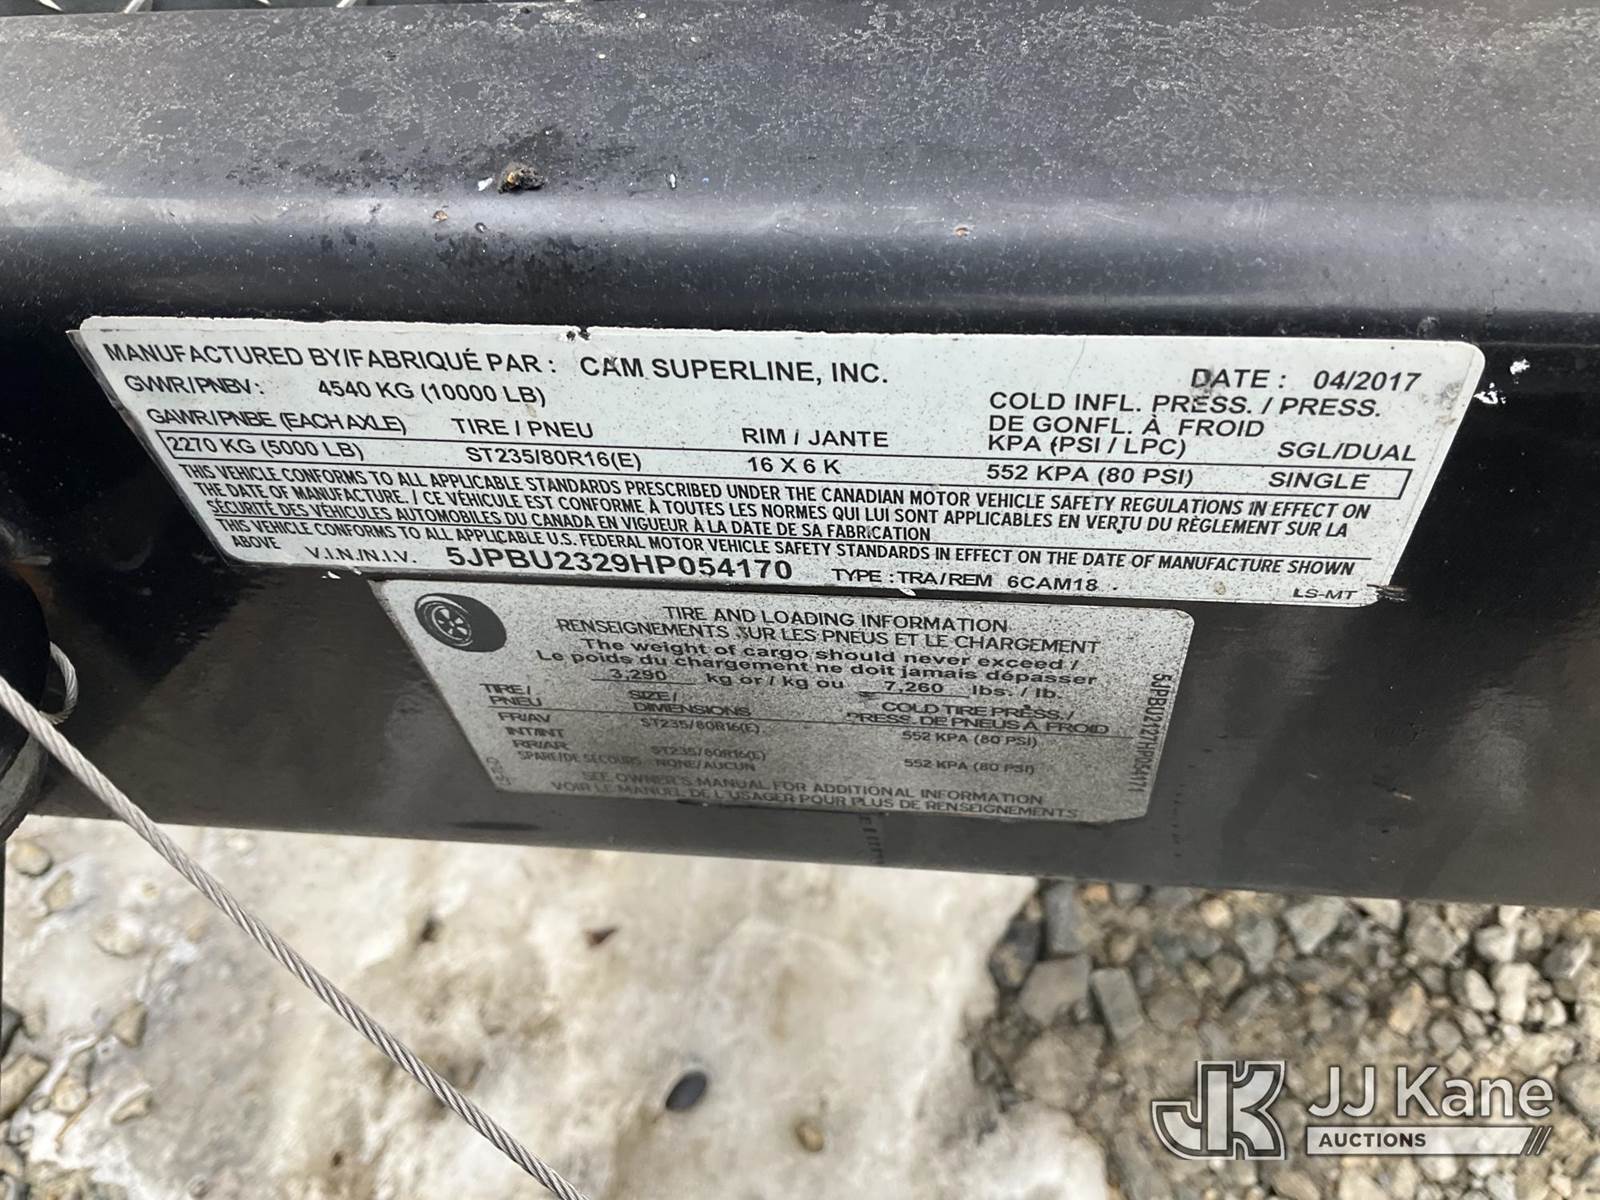 MANUFACTURED BY/FABRIQUÉ PAR : CAM SUPERLINE, INC. DATE : 04/2017
GVWR/PNBV : 4540 KG (10000 LB)
COLD INFL. PRESS. / PRESS.
DE GONFL. À FROID
GAWR/PNBE (EACH AXLE) TIRE / PNEU RIM / JANTE KPA (PSI / LPC) SGL/DUAL
2270 KG (5000 LB) ST235/80R16(E) 16 X 6 K 552 KPA (80 PSI) SINGLE
THIS VEHICLE CONFORMS TO ALL APPLICABLE STANDARDS PRESCRIBED UNDER THE CANADIAN MOTOR VEHICLE SAFETY REGULATIONS IN EFFECT ON
THE DATE OF MANUFACTURE. / CE VÉHICULE EST CONFORME À TOUTES LES NORMES QUI LUI SONT APPLICABLES EN VERTU DU RÈGLEMENT SUR LA
SÉCURITÉ DES VÉHICULES AUTOMOBILES DU CANADA EN VIGUEUR À LA DATE DE SA FABRICATION
THIS VEHICLE CONFORMS TO ALL APPLICABLE U.S. FEDERAL MOTOR VEHICLE SAFETY STANDARDS IN EFFECT ON THE DATE OF MANUFACTURE SHOWN
ABOVE V.I.N./N.I.V. 5JPBU2329HP054170 TYPE : TRA/REM 6CAM18 LS-MT
TIRE AND LOADING INFORMATION
RENSEIGNEMENTS SUR LES PNEUS ET LE CHARGEMENT
The weight of cargo should never exceed /
Le poids du chargement ne doit jamais dépasser
3,290 kg or / kg ou 7,260 lbs. / lb.
TIRE / SIZE / COLD TIRE PRESS. /
PNEU DIMENSIONS PRESS. DE PNEUS À FROID
FR/AV ST235/80R16(E) 552 KPA (80 PSI)
INT/INT
RR/AR ST235/80R16(E) 552 KPA (80 PSI)
SPARE/DE SECOURS NONE/AUCUN
SEE OWNER'S MANUAL FOR ADDITIONAL INFORMATION
VOIR LE MANUEL DE L'USAGER POUR PLUS DE RENSEIGNEMENTS
5JPBU2127HP054171
JK JJ Kane
AUCTIONS